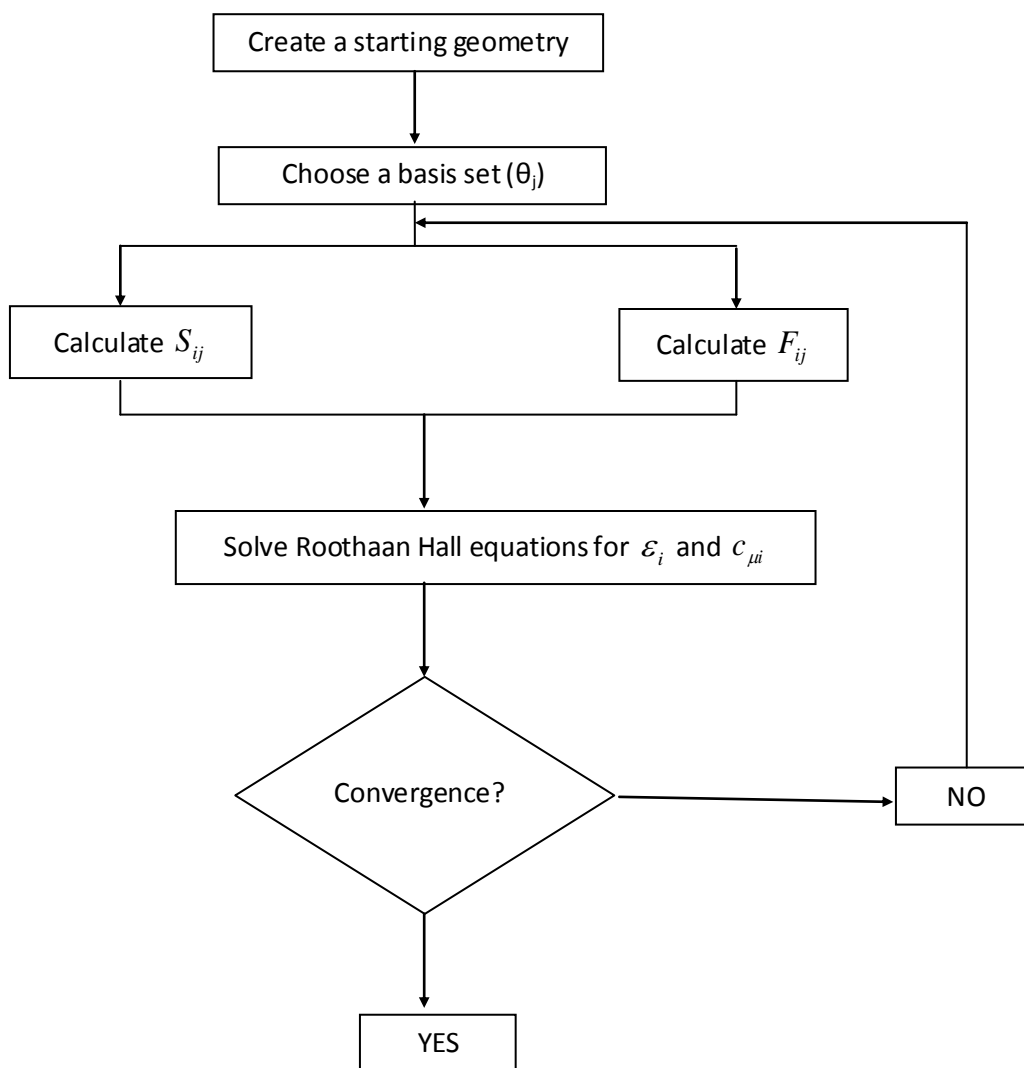 Create a starting geometry
Choose a basis set (θj)
Calculate Sij
Calculate Fij
Solve Roothaan Hall equations for εi and cμi
Convergence?
NO
YES